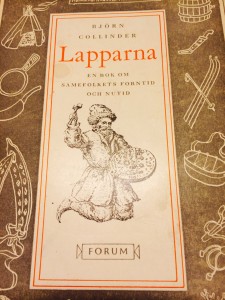 BJÖRN
COLLINDER
Lapparna
EN BOK OM
SAMEFOLKETS FORNTID
OCH NUTID
FORUM